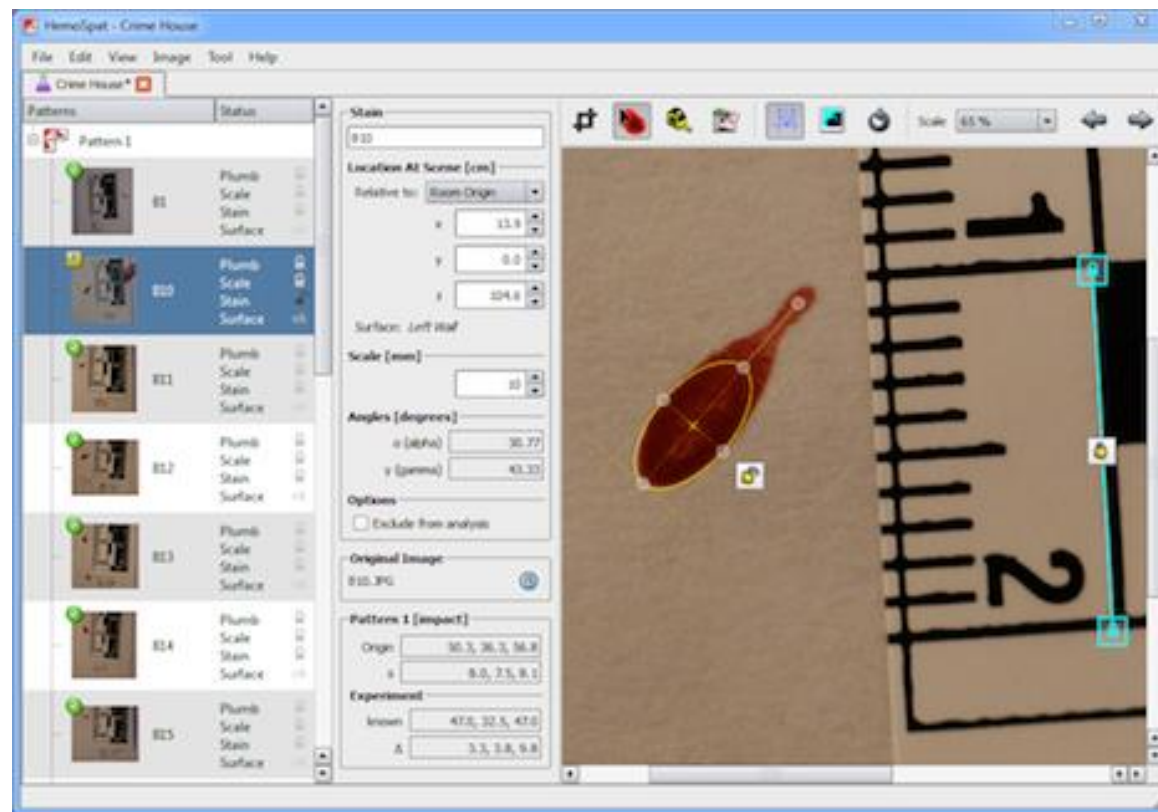 HemoSpat - Crime House
File Edit View Image Tool Help
Crime House*
Patterns Status
Pattern 1
B1
Plumb
Scale
Stain
Surface
B10
Plumb
Scale
Stain
Surface
B11
Plumb
Scale
Stain
Surface
B12
Plumb
Scale
Stain
Surface
B13
Plumb
Scale
Stain
Surface
B14
Plumb
Scale
Stain
Surface
B15
Plumb
Scale
Stain
Surface
Stain
B10
Location At Scene [cm]
Relative to: Room Origin
x 13.9
y 0.0
z 104.6
Surface: Left Wall
Scale [mm]
10
Angles [degrees]
α (alpha) 30.77
γ (gamma) 43.33
Options
Exclude from analysis
Original Image
B10.JPG
Pattern 1 [impact]
Origin 50.3, 36.3, 56.8
s 8.0, 7.5, 8.1
Experiment
known 47.0, 32.5, 47.0
Δ 3.3, 3.8, 9.8
Scale 65 %
1
2